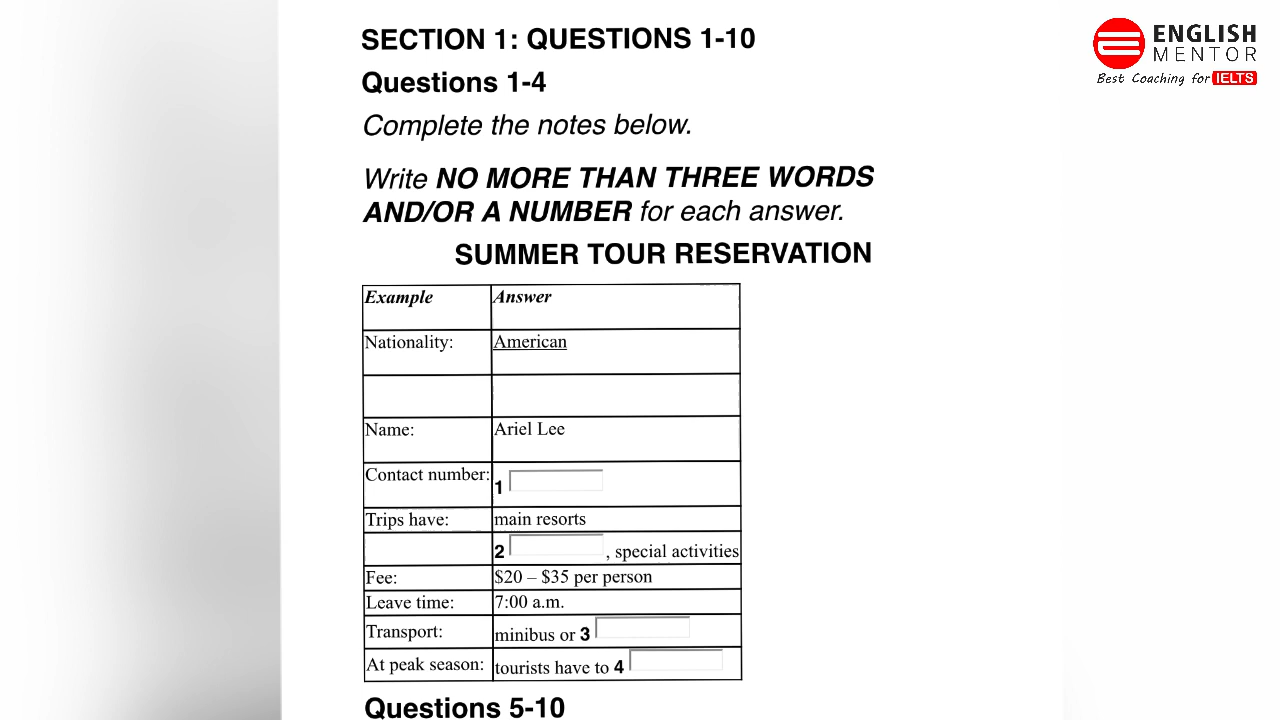 ENGLISH
MENTOR
Best Coaching for IELTS
SECTION 1: QUESTIONS 1-10
Questions 1-4
Complete the notes below.
Write NO MORE THAN THREE WORDS
AND/OR A NUMBER for each answer.
SUMMER TOUR RESERVATION
Example Answer
Nationality: American
Name: Ariel Lee
Contact number: 1
Trips have: main resorts
2 , special activities
Fee: $20 – $35 per person
Leave time: 7:00 a.m.
Transport: minibus or 3
At peak season: tourists have to 4
Questions 5-10